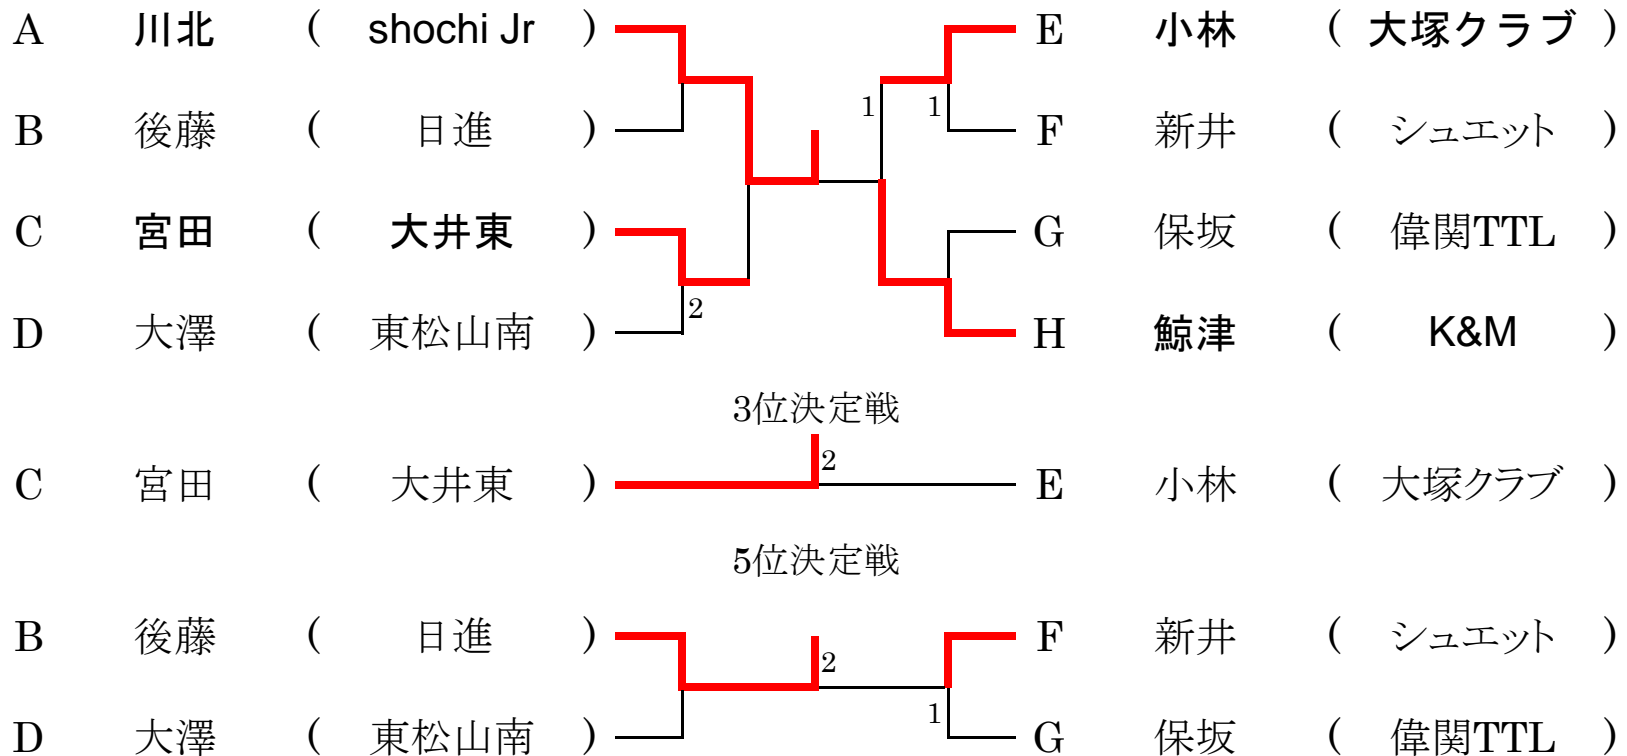 A 川北 ( shochi Jr ) E 小林 ( 大塚クラブ )
1 1
B 後藤 ( 日進 ) F 新井 ( シュエット )
C 宮田 ( 大井東 ) G 保坂 ( 偉関TTL )
2
D 大澤 ( 東松山南 ) H 鯨津 ( K&M )
3位決定戦
2
C 宮田 ( 大井東 ) E 小林 ( 大塚クラブ )
5位決定戦
B 後藤 ( 日進 ) F 新井 ( シュエット )
2
1
D 大澤 ( 東松山南 ) G 保坂 ( 偉関TTL )